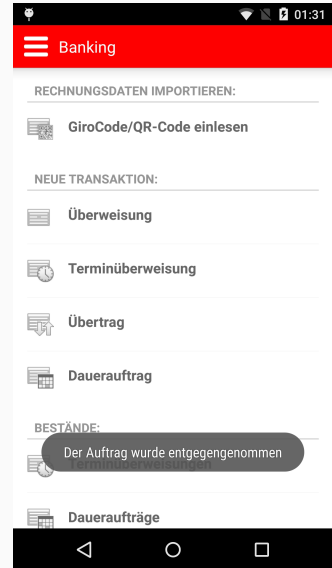 01:31
Banking
RECHNUNGSDATEN IMPORTIEREN:
GiroCode/QR-Code einlesen
NEUE TRANSAKTION:
Überweisung
Terminüberweisung
Übertrag
Dauerauftrag
BESTÄNDE:
Der Auftrag wurde entgegengenommen
Terminüberweisungen
Daueraufträge